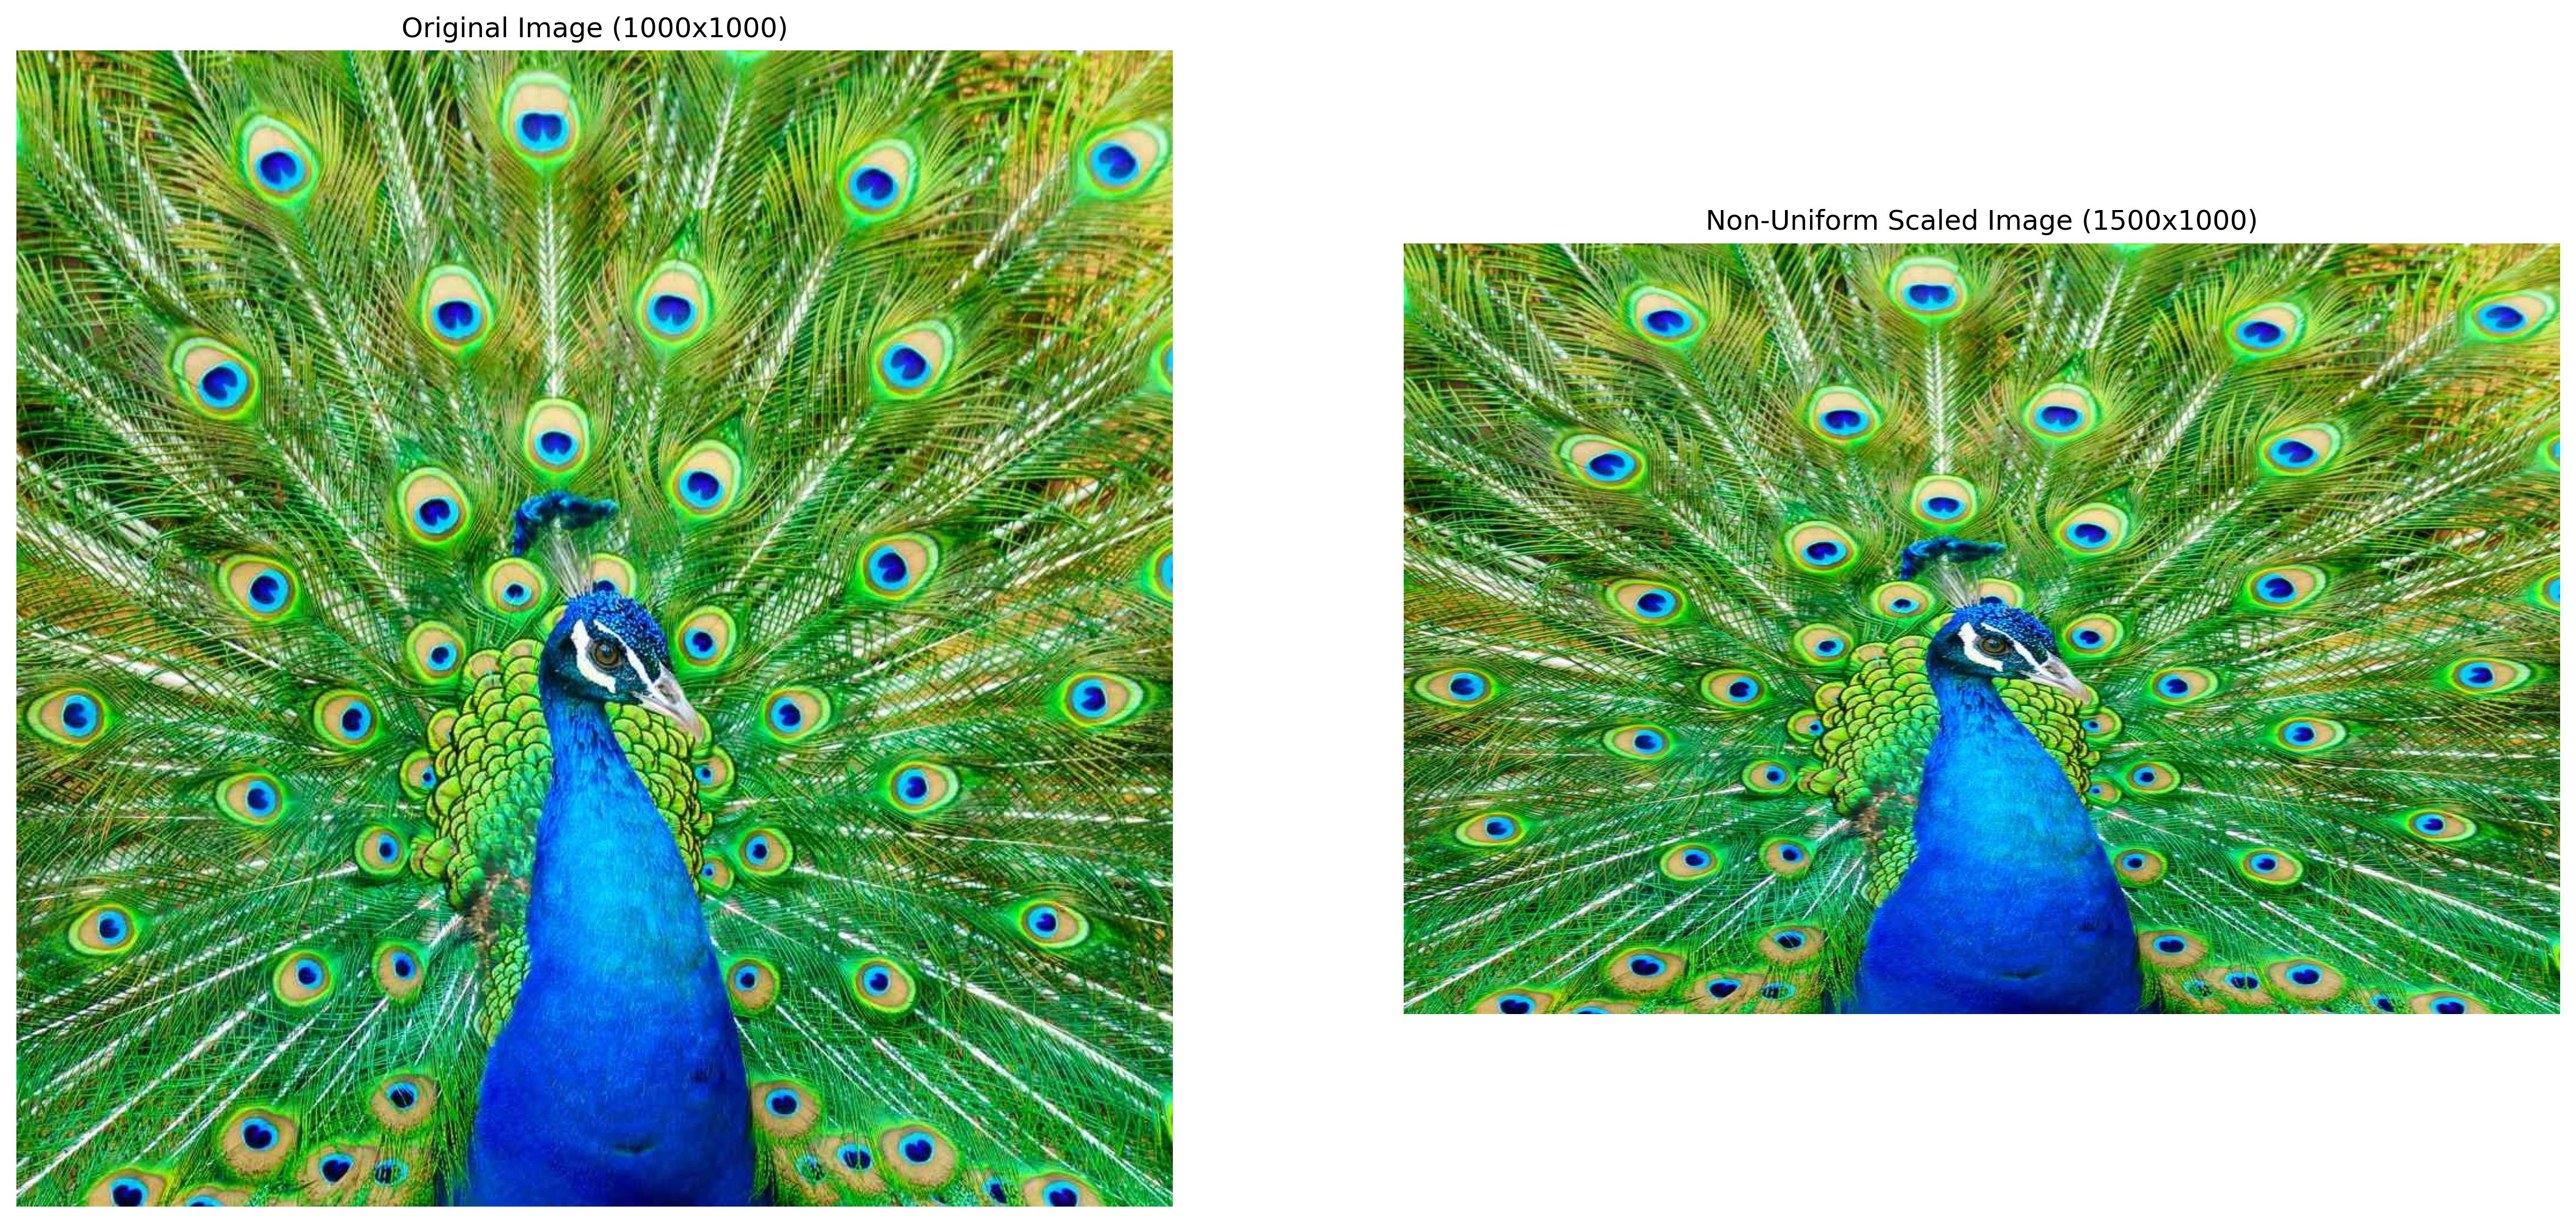 Original Image (1000x1000)
Non-Uniform Scaled Image (1500x1000)